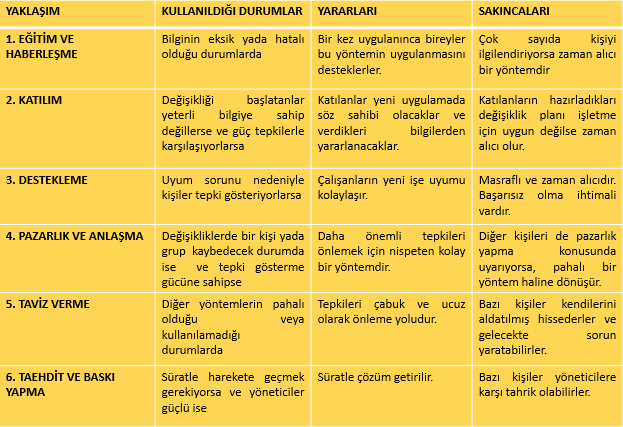 YAKLAŞIM
KULLANILDIĞI DURUMLAR
YARARLARI
SAKINCALARI
1. EĞİTİM VE
HABERLEŞME
Bilginin eksik yada hatalı
olduğu durumlarda
Bir kez uygulanınca bireyler
bu yöntemin uygulanmasını
desteklerler.
Çok sayıda kişiyi
ilgilendiriyorsa zaman alıcı
bir yöntemdir
2. KATILIM
Değişikliği başlatanlar
yeterli bilgiye sahip
değillerse ve güç tepkilerle
karşılaşıyorlarsa
Katılanlar yeni uygulamada
söz sahibi olacaklar ve
verdikleri bilgilerden
yararlanacaklar.
Katılanların hazırladıkları
değişiklik planı işletme
için uygun değilse zaman
alıcı olur.
3. DESTEKLEME
Uyum sorunu nedeniyle
kişiler tepki gösteriyorlarsa
Çalışanların yeni işe uyumu
kolaylaşır.
Masraflı ve zaman alıcıdır.
Başarısız olma ihtimali
vardır.
4. PAZARLIK VE ANLAŞMA
Değişikliklerde bir kişi yada
grup kaybedecek durumda
ise ve tepki gösterme
gücüne sahipse
Daha önemli tepkileri
önlemek için nispeten kolay
bir yöntemdir.
Diğer kişileri de pazarlık
yapma konusunda
uyarıyorsa, pahalı bir
yöntem haline dönüşür.
5. TAVİZ VERME
Diğer yöntemlerin pahalı
olduğu veya
kullanılamadığı
durumlarda
Tepkileri çabuk ve ucuz
olarak önleme yoludur.
Bazı kişiler kendilerini
aldatılmış hissederler ve
gelecekte sorun
yaratabilirler.
6. TAEHDİT VE BASKI
YAPMA
Süratle harekete geçmek
gerekiyorsa ve yöneticiler
güçlü ise
Süratle çözüm getirilir.
Bazı kişiler yöneticilere
karşı tahrik olabilirler.